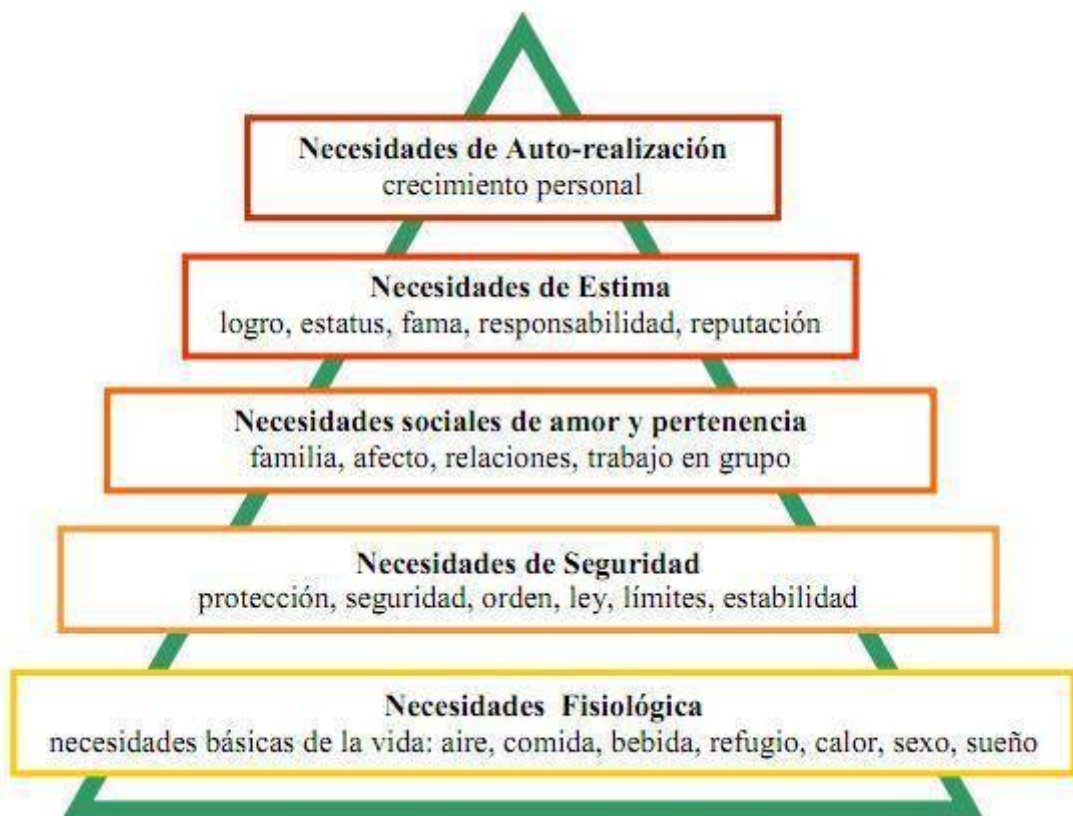 Necesidades de Auto-realización
crecimiento personal
Necesidades de Estima
logro, estatus, fama, responsabilidad, reputación
Necesidades sociales de amor y pertenencia
familia, afecto, relaciones, trabajo en grupo
Necesidades de Seguridad
protección, seguridad, orden, ley, límites, estabilidad
Necesidades Fisiológica
necesidades básicas de la vida: aire, comida, bebida, refugio, calor, sexo, sueño